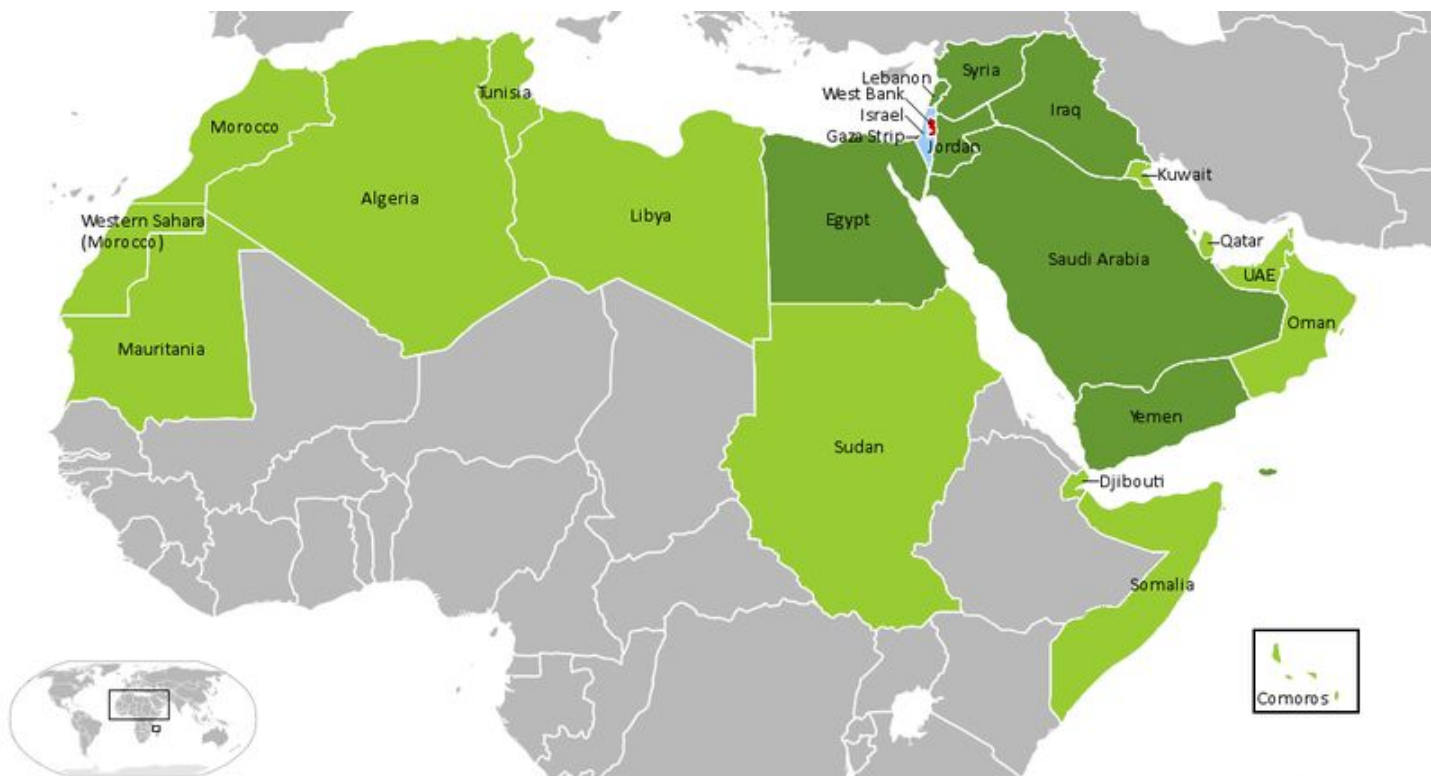 Lebanon
Syria
West Bank
Tunisia
Iraq
Israel
Morocco
Gaza Strip
Jordan
Kuwait
Algeria
Western Sahara
(Morocco)
Libya
Egypt
Qatar
Saudi Arabia
UAE
Oman
Mauritania
Yemen
Sudan
Djibouti
Somalia
Comoros